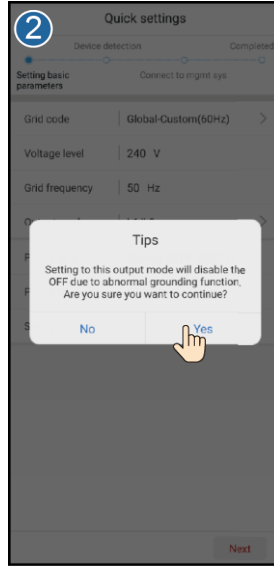 2
Quick settings
Device detection
Completed
Setting basic
parameters
Connect to mgmt sys
Grid code
Global-Custom(60Hz)
Voltage level
240 V
Grid frequency
50 Hz
Tips
Setting to this output mode will disable the
OFF due to abnormal grounding function.
Are you sure you want to continue?
No
Yes
Next